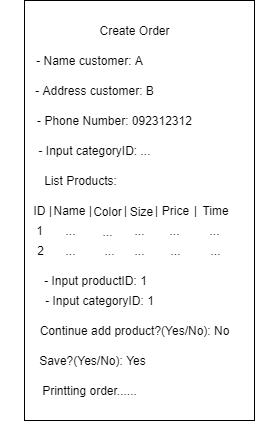 Create Order
- Name customer: A
- Address customer: B
- Phone Number: 092312312
- Input categoryID: ...
List Products:
ID | Name | Color | Size | Price | Time
1 ... ... ... ... ...
2 ... ... ... ... ...
- Input productID: 1
- Input categoryID: 1
Continue add product?(Yes/No): No
Save?(Yes/No): Yes
Printting order......